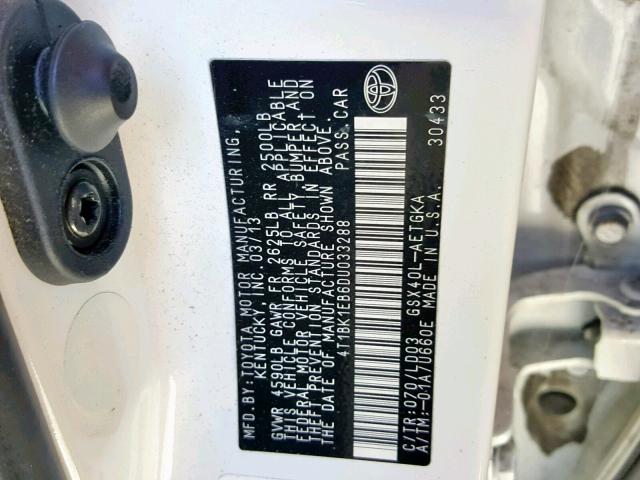 MFD. BY: TOYOTA MOTOR MANUFACTURING,
KENTUCKY, INC. 03/13
GVWR 4590LB GAWR FR 2625LB RR 2500LB
THIS VEHICLE CONFORMS TO ALL APPLICABLE
FEDERAL MOTOR VEHICLE SAFETY, BUMPER AND
THEFT PREVENTION STANDARDS IN EFFECT ON
THE DATE OF MANUFACTURE SHOWN ABOVE.
4T1BK1EB6DU033288 PASS. CAR
C/TR:070/LD03 GSX40L-AETGKA
A/TM:-01A/U660E MADE IN U.S.A.
30433